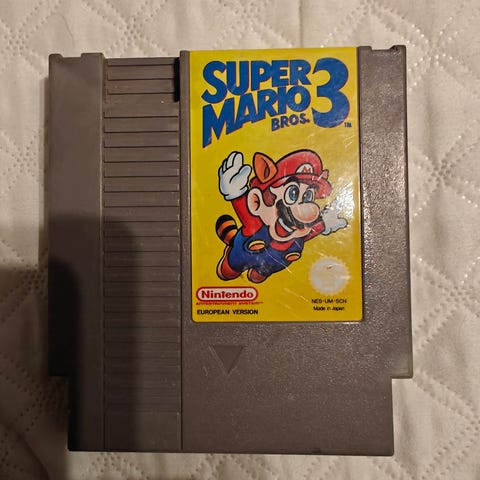 SUPER
MARIO 3
BROS. TM
M
Nintendo
ENTERTAINMENT SYSTEM
EUROPEAN VERSION
NES-UM-SCN
Made in Japan